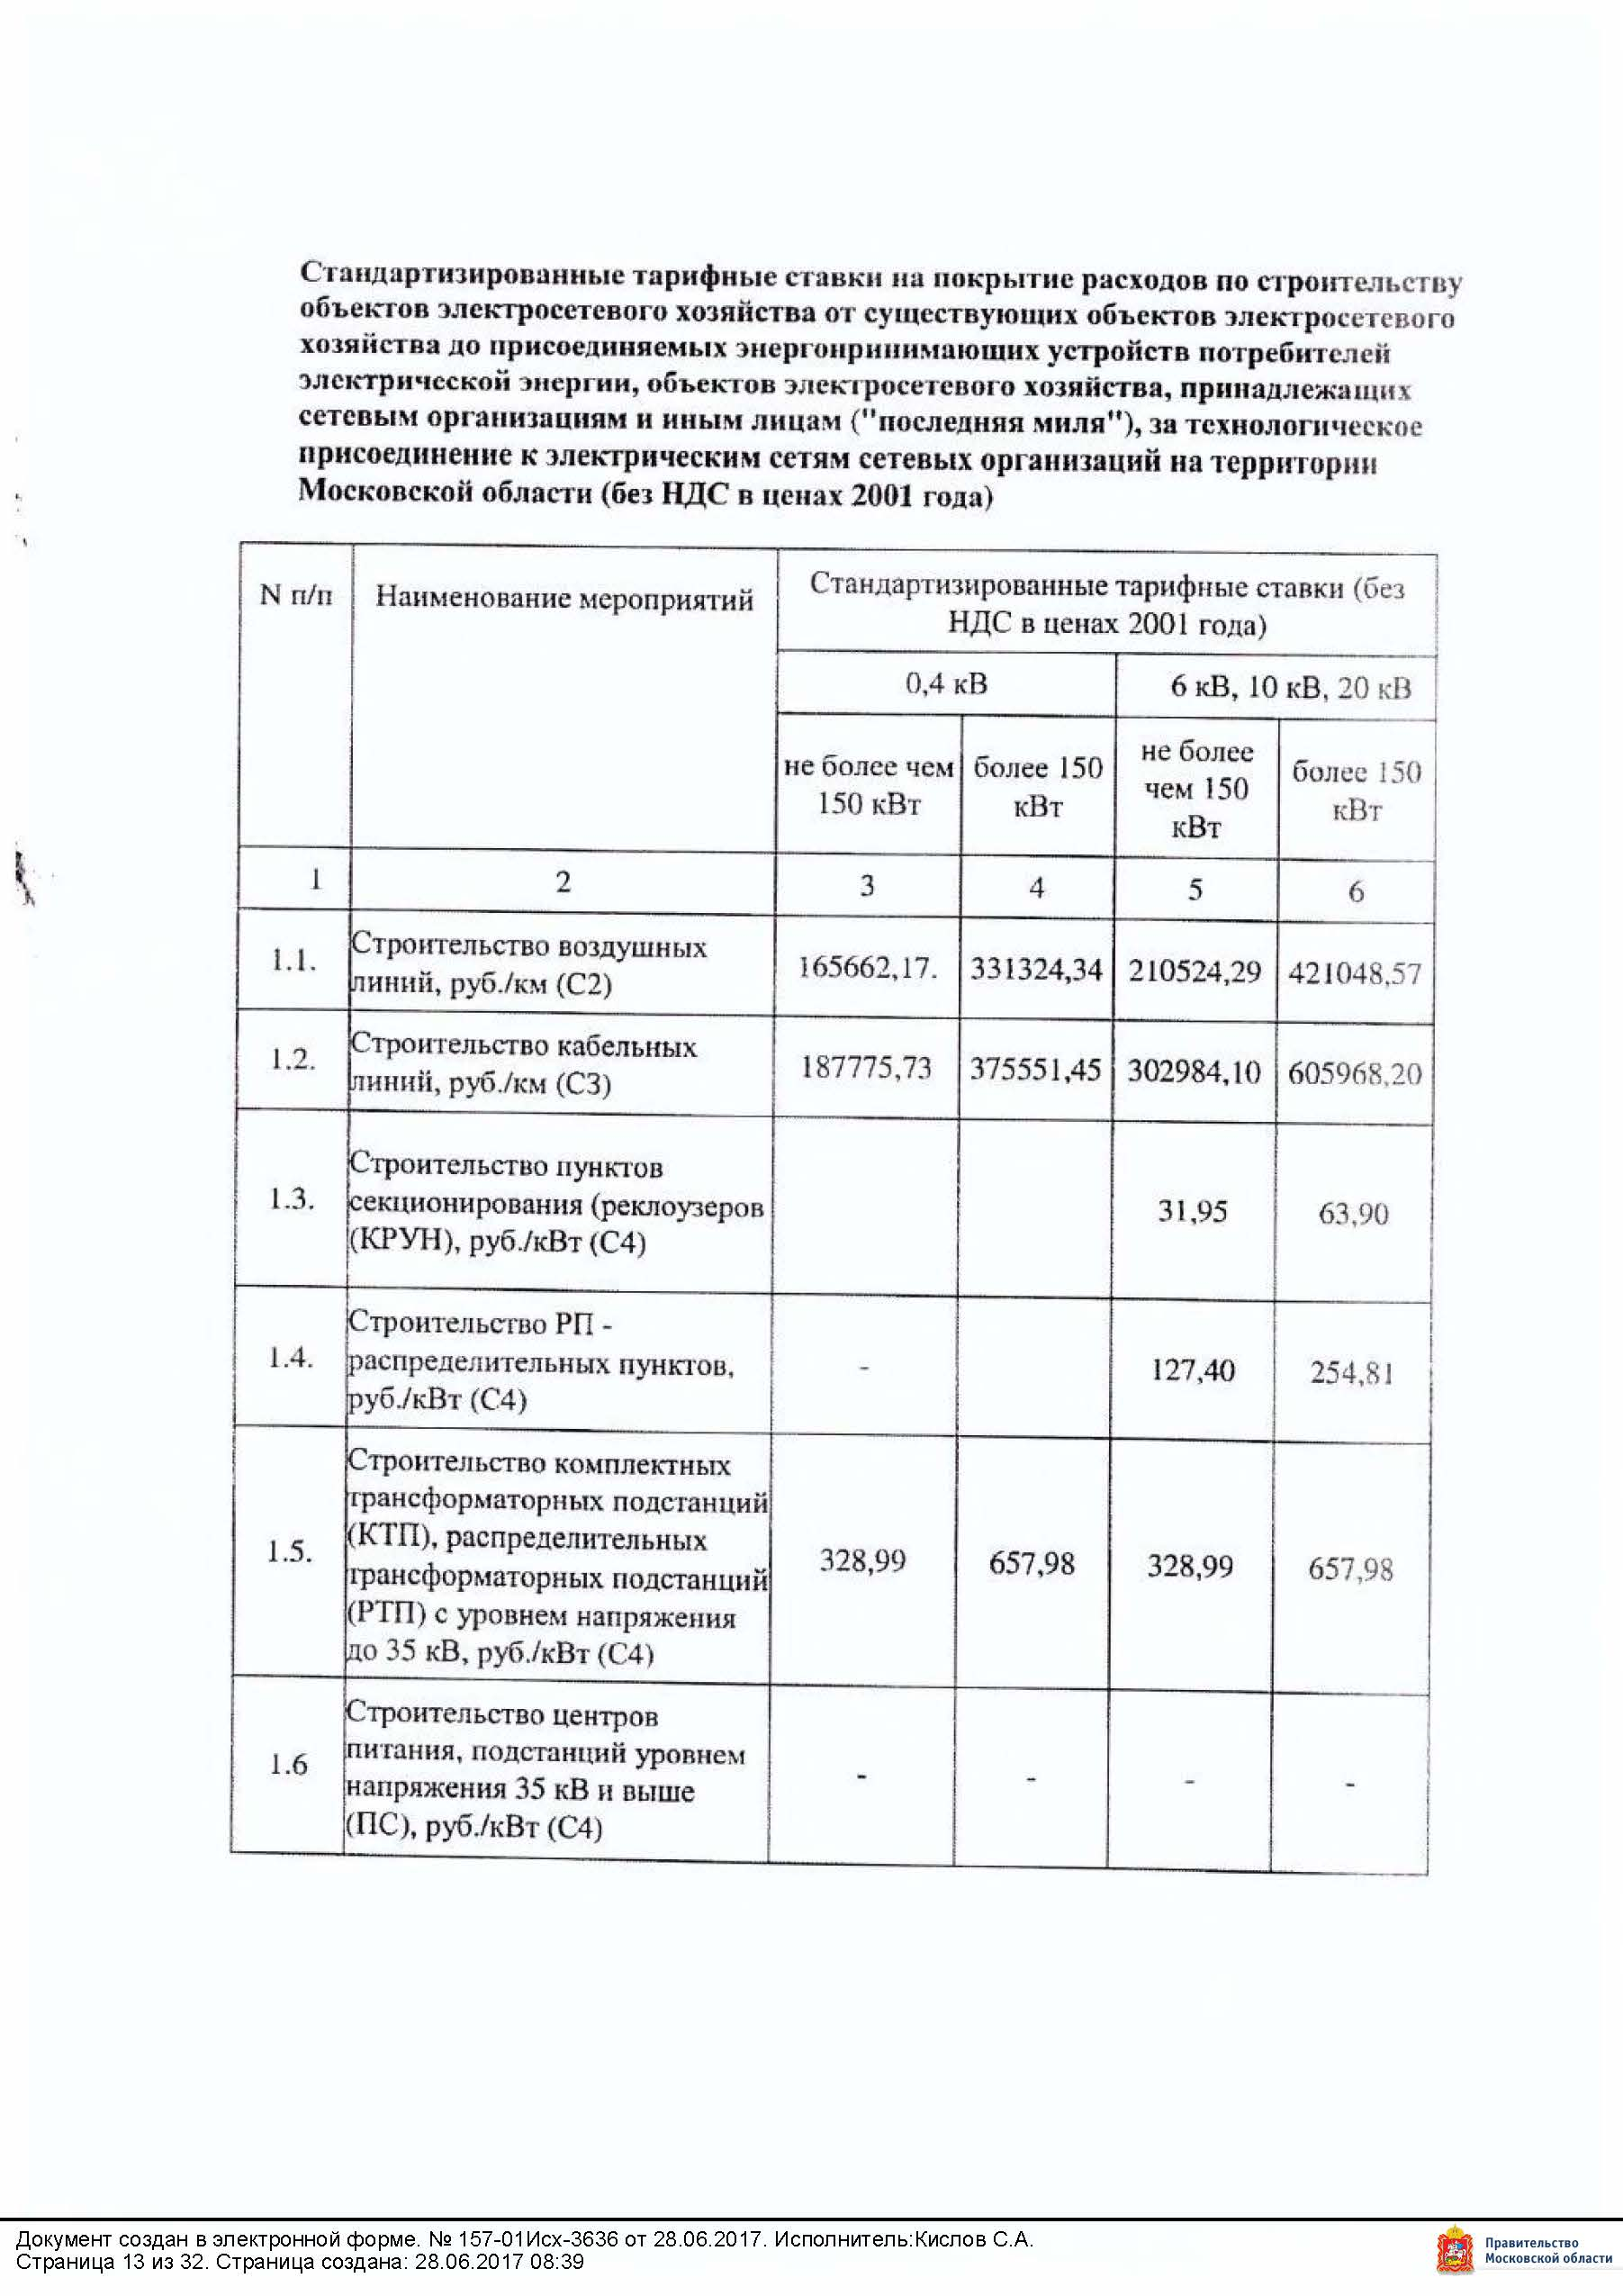 Стандартизированные тарифные ставки на покрытие расходов по строительству
объектов электросетевого хозяйства от существующих объектов электросетевого
хозяйства до присоединяемых энергопринимающих устройств потребителей
электрической энергии, объектов электросетевого хозяйства, принадлежащих
сетевым организациям и иным лицам ("последняя миля"), за технологическое
присоединение к электрическим сетям сетевых организаций на территории
Московской области (без НДС в ценах 2001 года)
N п/п
Наименование мероприятий
Стандартизированные тарифные ставки (без
НДС в ценах 2001 года)
0,4 кВ
6 кВ, 10 кВ, 20 кВ
не более чем
150 кВт
более 150
кВт
не более
чем 150
кВт
более 150
кВт
1 2 3 4 5 6
1.1.
Строительство воздушных
линий, руб./км (С2)
165662,17. 331324,34 210524,29 421048,57
1.2.
Строительство кабельных
линий, руб./км (С3)
187775,73 375551,45 302984,10 605968,20
1.3.
Строительство пунктов
секционирования (реклоузеров
(КРУН), руб./кВт (С4)
31,95 63,90
1.4.
Строительство РП -
распределительных пунктов,
руб./кВт (С4)
- 127,40 254,81
1.5.
Строительство комплектных
трансформаторных подстанций
(КТП), распределительных
трансформаторных подстанций
(РТП) с уровнем напряжения
до 35 кВ, руб./кВт (С4)
328,99 657,98 328,99 657,98
1.6
Строительство центров
питания, подстанций уровнем
напряжения 35 кВ и выше
(ПС), руб./кВт (С4)
- - - -
Документ создан в электронной форме. № 157-01Исх-3636 от 28.06.2017. Исполнитель:Кислов С.А.
Страница 13 из 32. Страница создана: 28.06.2017 08:39
Правительство
Московской области